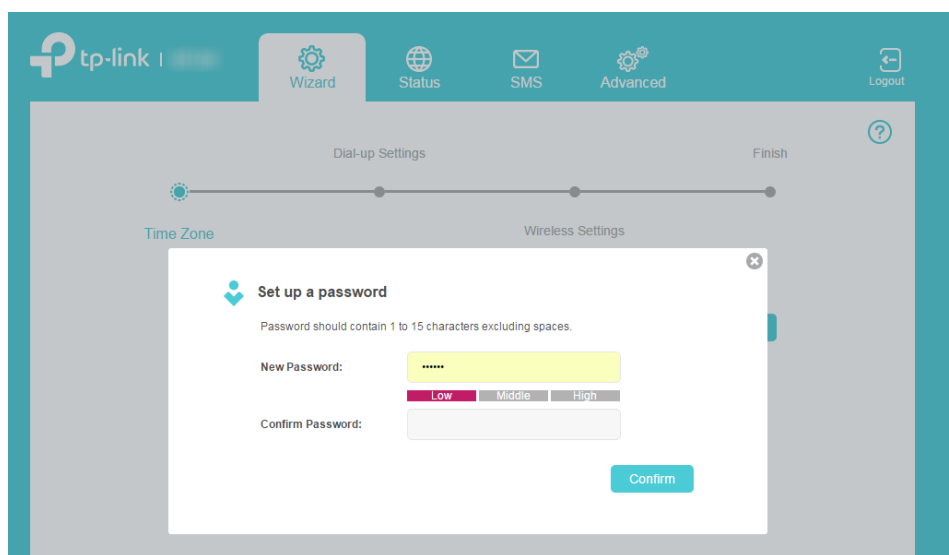 tp-link |
Wizard
Status
SMS
Advanced
Logout
?
Dial-up Settings
Finish
Time Zone
Wireless Settings
Set up a password
Password should contain 1 to 15 characters excluding spaces.
New Password: ••••••
Low Middle High
Confirm Password:
Confirm